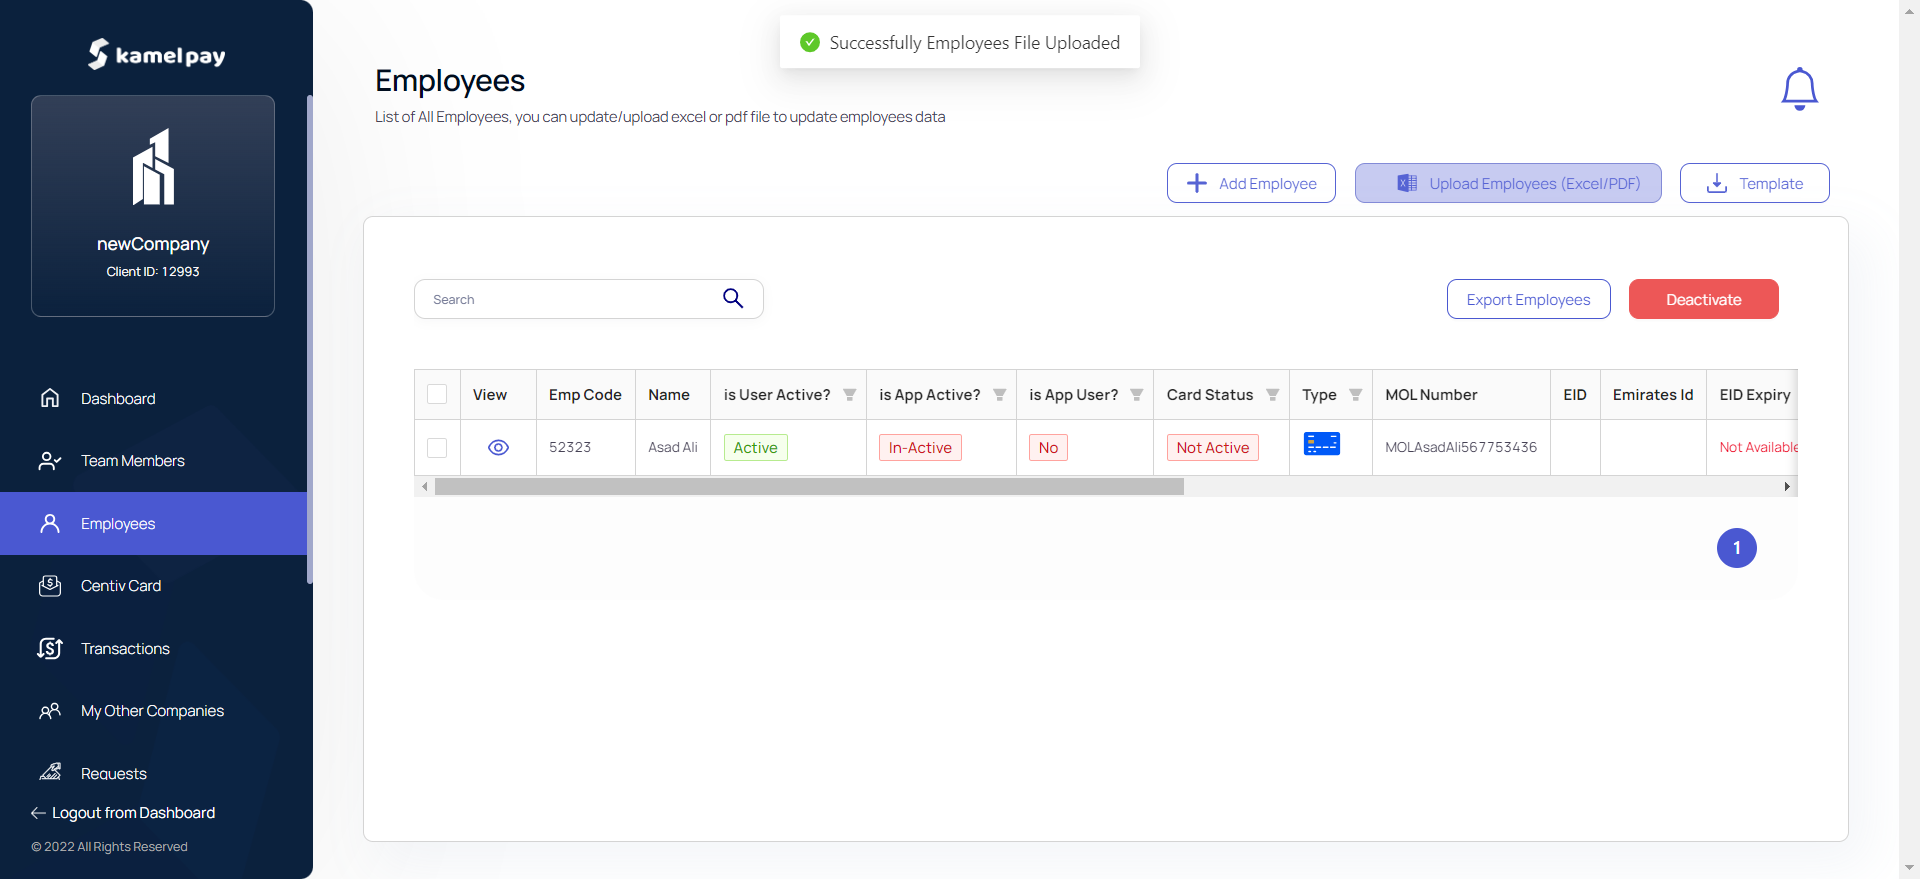 kamelpay
newCompany
Client ID: 12993
Dashboard
Team Members
Employees
Centiv Card
Transactions
My Other Companies
Requests
Logout from Dashboard
© 2022 All Rights Reserved
Successfully Employees File Uploaded
Employees
List of All Employees, you can update/upload excel or pdf file to update employees data
Add Employee
Upload Employees (Excel/PDF)
Template
Search
Export Employees
Deactivate
View Emp Code Name is User Active? is App Active? is App User? Card Status Type MOL Number EID Emirates Id EID Expiry
52323 Asad Ali Active In-Active No Not Active MOLAsadAli567753436 Not Available
1